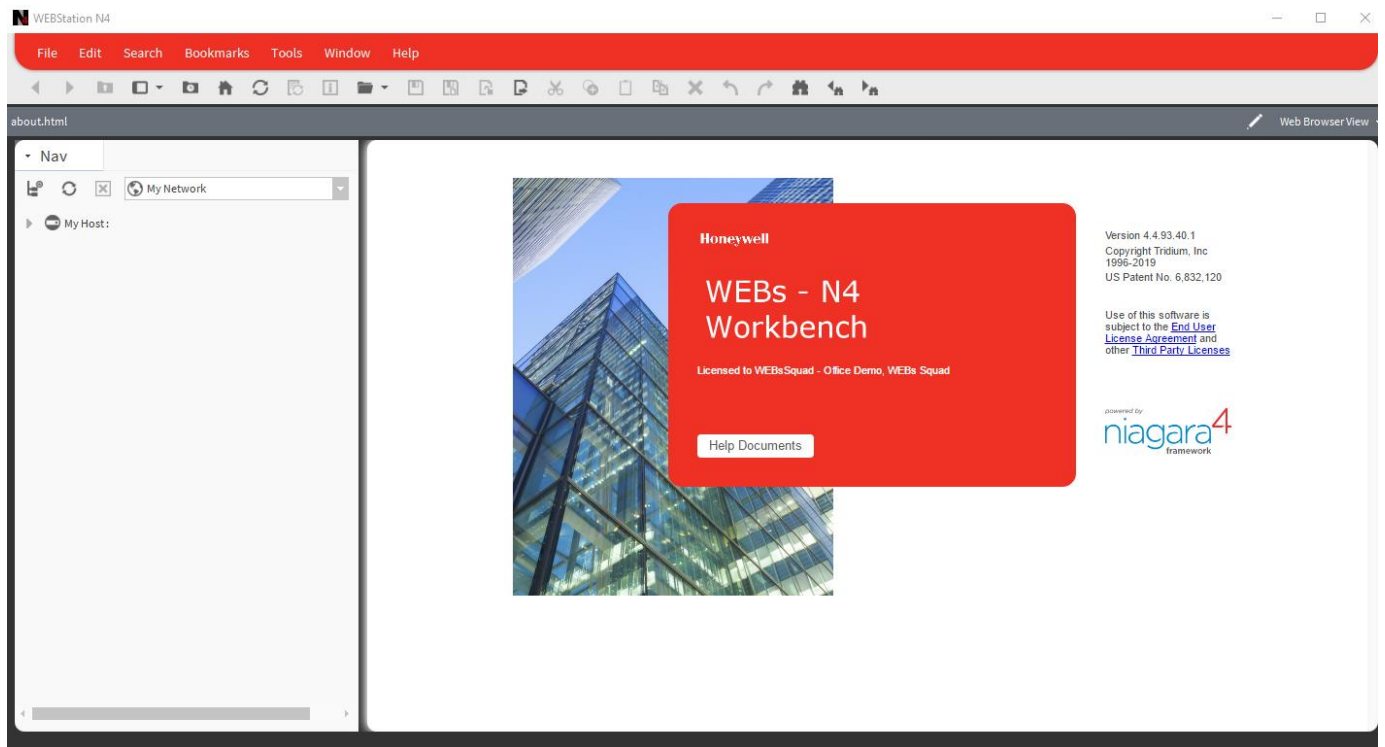 WEBStation N4
File Edit Search Bookmarks Tools Window Help
about.html
Web Browser View
Nav
My Network
My Host:
Honeywell
WEBs - N4
Workbench
Licensed to WEBsSquad - Office Demo, WEBs Squad
Help Documents
Version 4.4.93.40.1
Copyright Tridium, Inc
1996-2019
US Patent No. 6,832,120
Use of this software is
subject to the End User
License Agreement and
other Third Party Licenses
powered by
niagara4
framework